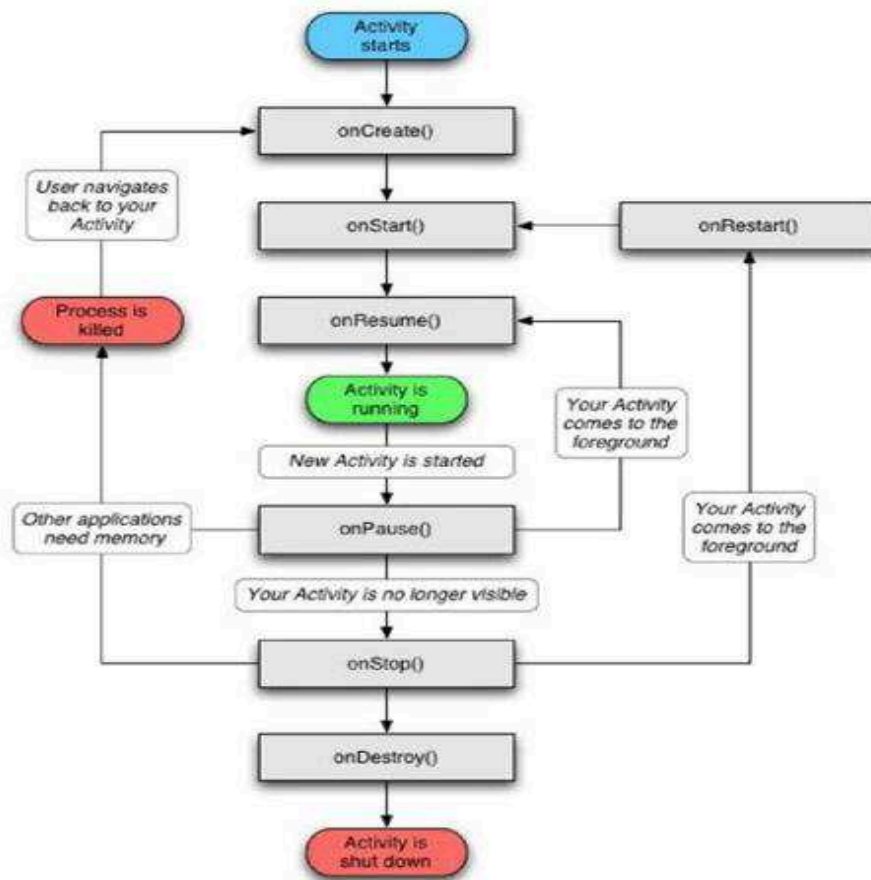 Activity
starts
onCreate()
User navigates
back to your
Activity
onStart()
onRestart()
Process is
killed
onResume()
Activity is
running
Your Activity
comes to the
foreground
New Activity is started
Other applications
need memory
onPause()
Your Activity
comes to the
foreground
Your Activity is no longer visible
onStop()
onDestroy()
Activity is
shut down